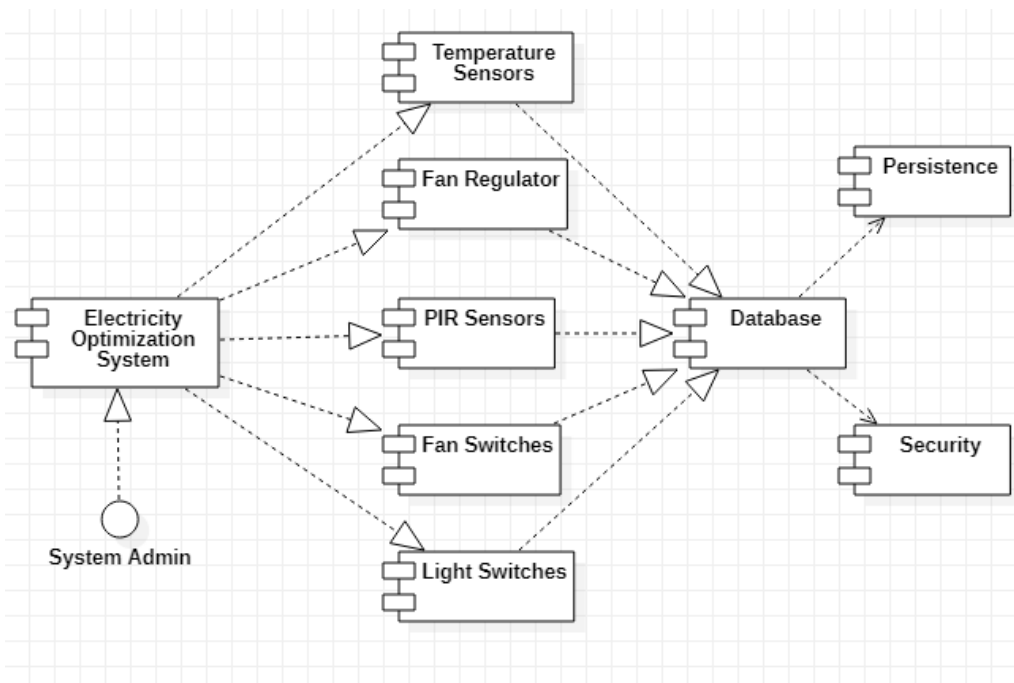 Temperature
Sensors
Fan Regulator
Persistence
Electricity
Optimization
System
PIR Sensors
Database
Fan Switches
Security
System Admin
Light Switches